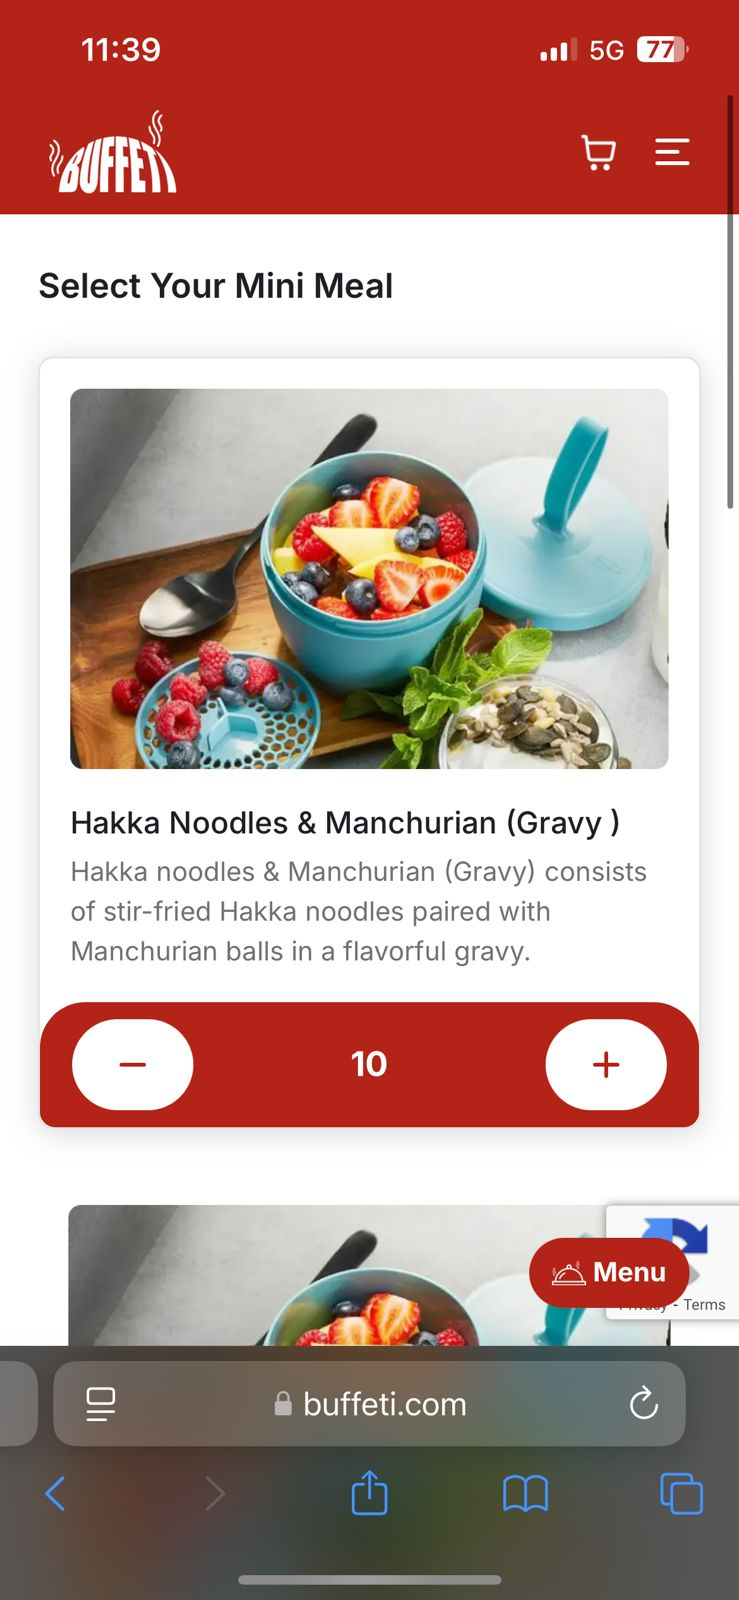 11:39
5G
77
BUFFETI
Select Your Mini Meal
Hakka Noodles & Manchurian (Gravy )
Hakka noodles & Manchurian (Gravy) consists
of stir-fried Hakka noodles paired with
Manchurian balls in a flavorful gravy.
10
Menu
Privacy - Terms
buffeti.com